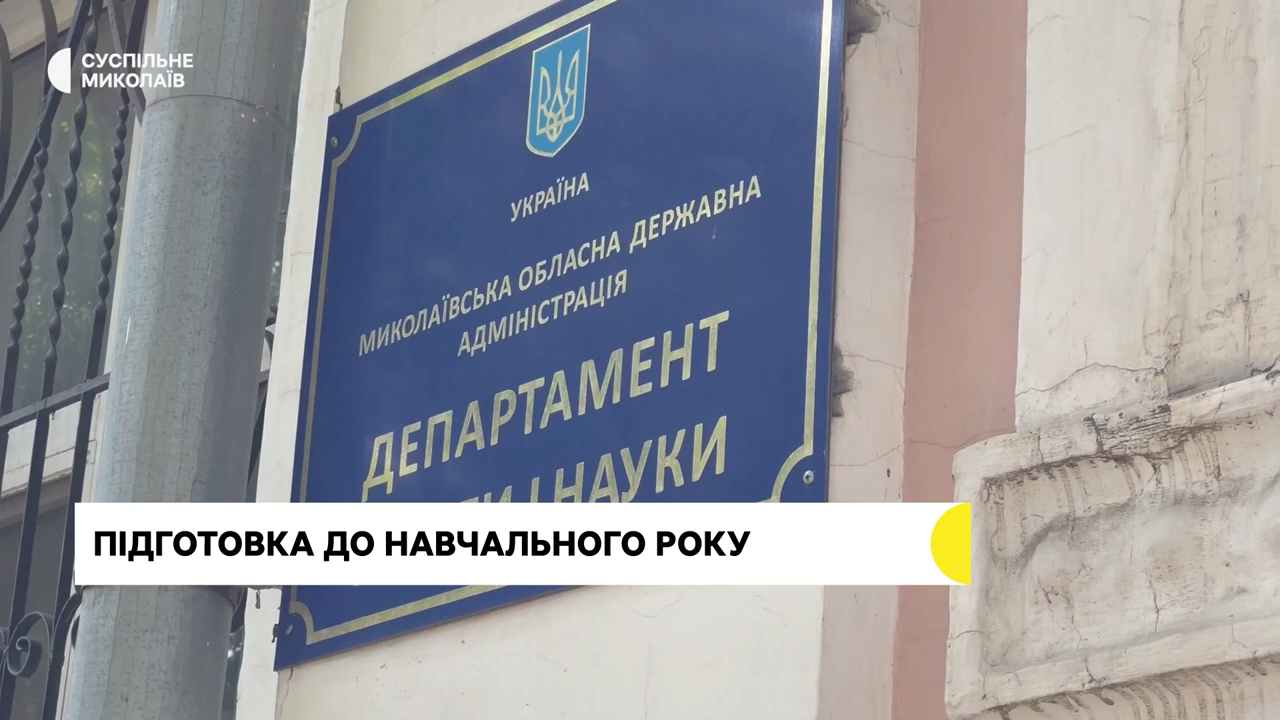 СУСПІЛЬНЕ
МИКОЛАЇВ
УКРАЇНА
МИКОЛАЇВСЬКА ОБЛАСНА ДЕРЖАВНА
АДМІНІСТРАЦІЯ
ДЕПАРТАМЕНТ
І НАУКИ
ПІДГОТОВКА ДО НАВЧАЛЬНОГО РОКУ